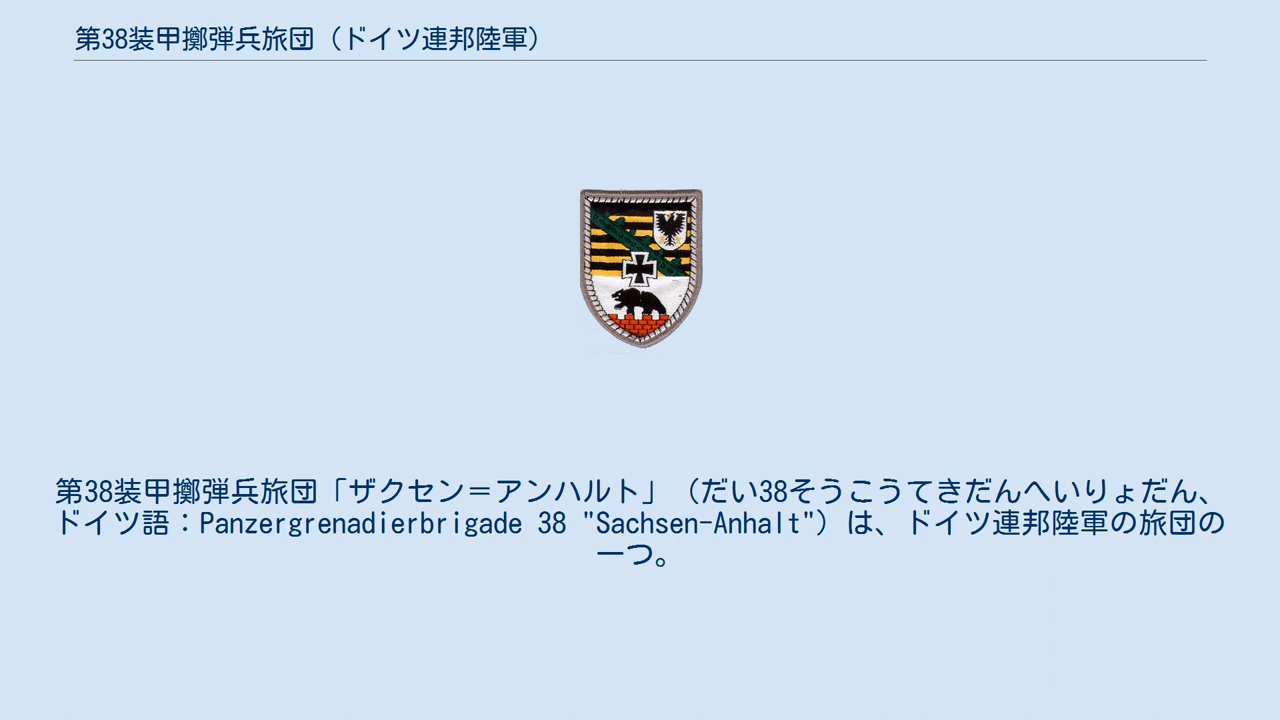 第38装甲擲弾兵旅団（ドイツ連邦陸軍）
第38装甲擲弾兵旅団「ザクセン＝アンハルト」（だい38そうこうてきだんへいりょだん、
ドイツ語：Panzergrenadierbrigade 38 "Sachsen-Anhalt"）は、ドイツ連邦陸軍の旅団の
一つ。